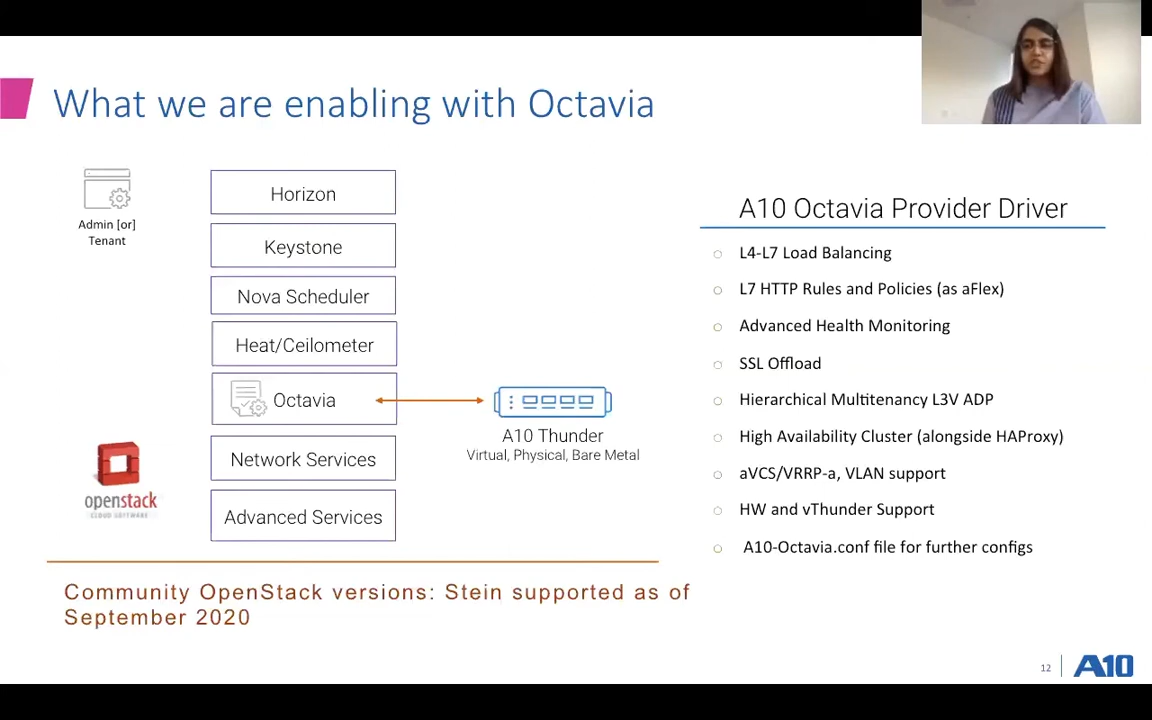 What we are enabling with Octavia
Admin [or]
Tenant
Horizon
Keystone
Nova Scheduler
Heat/Ceilometer
Octavia
Network Services
Advanced Services
openstack
CLOUD SOFTWARE
A10 Thunder
Virtual, Physical, Bare Metal
A10 Octavia Provider Driver
L4-L7 Load Balancing
L7 HTTP Rules and Policies (as aFlex)
Advanced Health Monitoring
SSL Offload
Hierarchical Multitenancy L3V ADP
High Availability Cluster (alongside HAProxy)
aVCS/VRRP-a, VLAN support
HW and vThunder Support
A10-Octavia.conf file for further configs
Community OpenStack versions: Stein supported as of
September 2020
12
A10